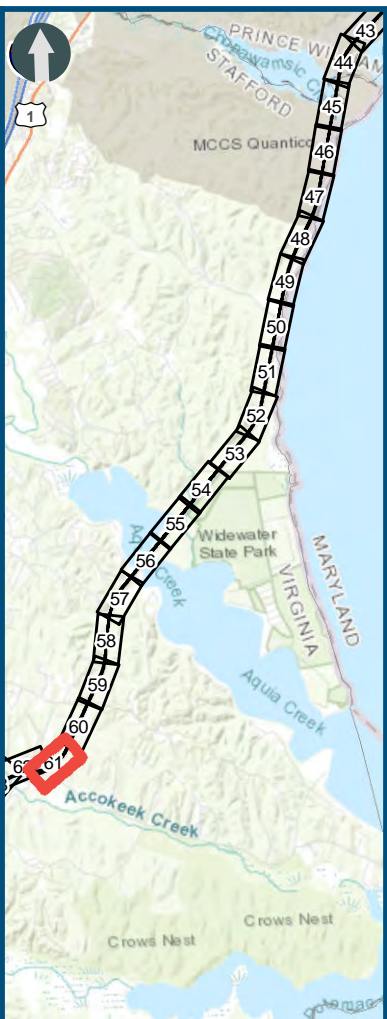 43
PRINCE WILLIAM
Chopawamsic C
44
STAFFORD
1
45
MCCS Quantico
46
47
48
49
50
51
52
53
54
55
Widewater
State Park
Creek
MARYLAND
VIRGINIA
56
57
58
Aquia Creek
59
60
61
Accokeek Creek
Crows Nest
Crows Nest
Potomac